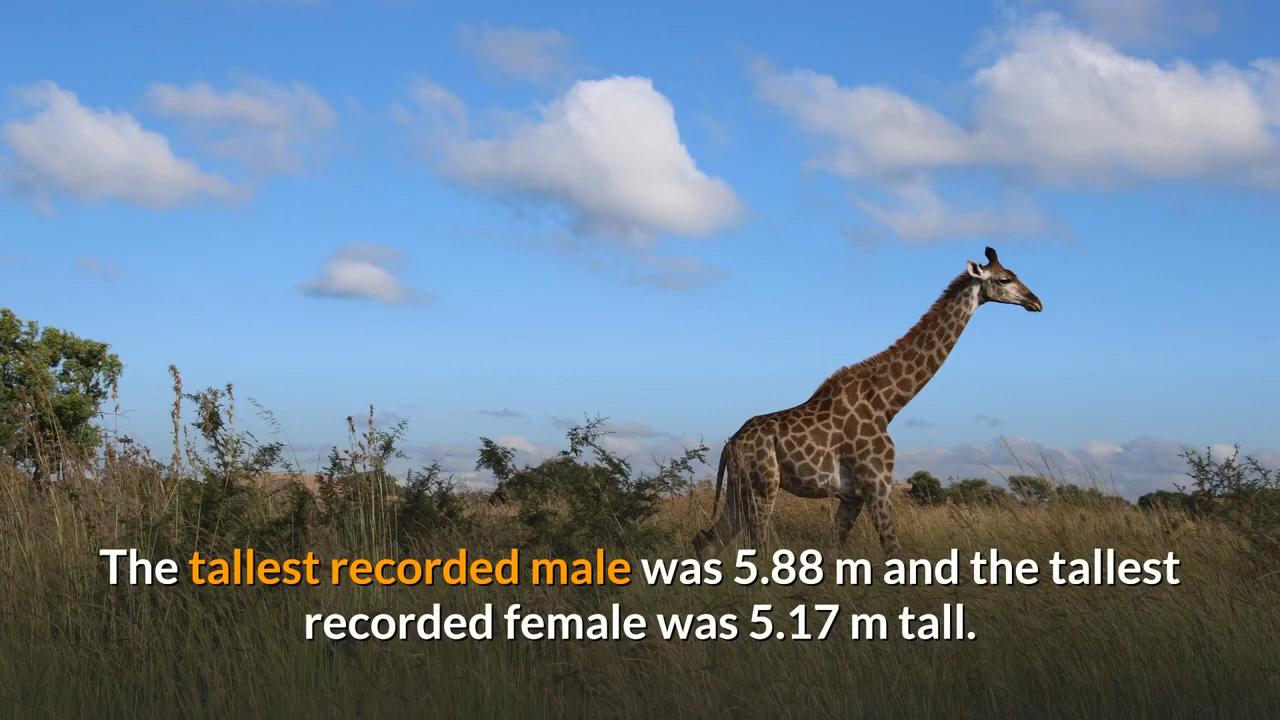 The tallest recorded male was 5.88 m and the tallest
recorded female was 5.17 m tall.